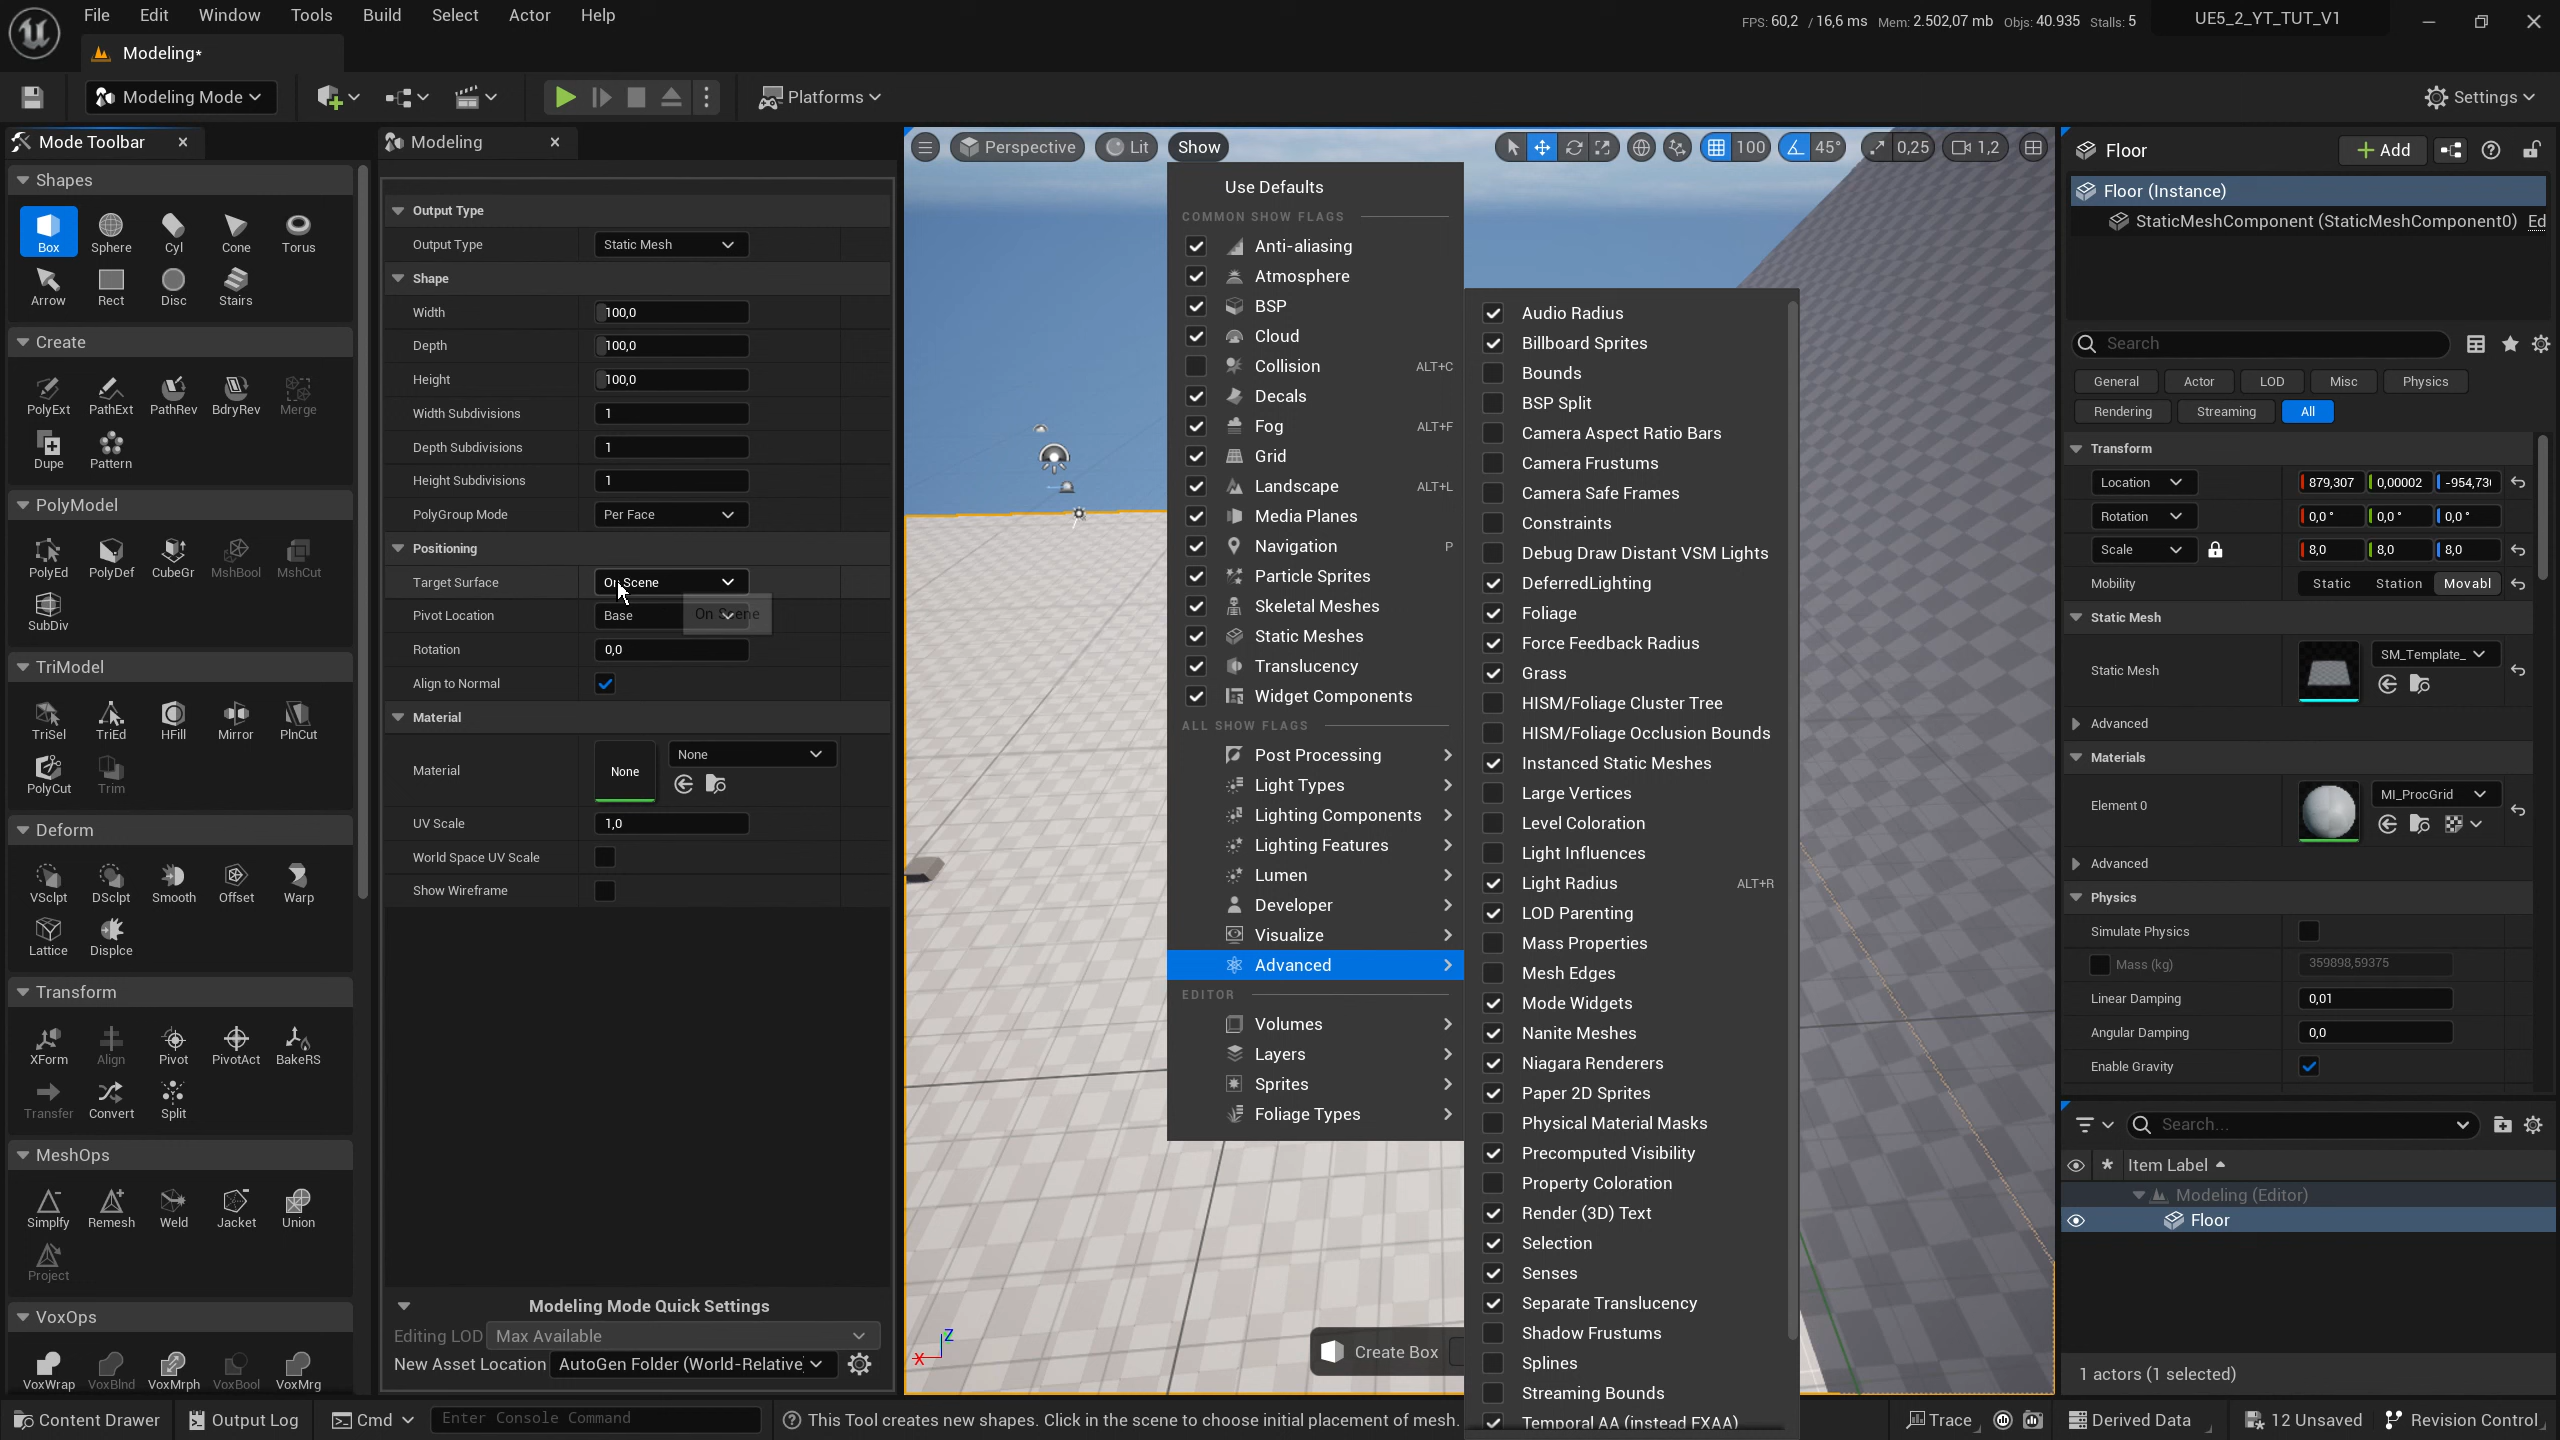 File Edit Window Tools Build Select Actor Help
FPS: 60,2 / 16,6 ms Mem: 2.502,07 mb Objs: 40.935 Stalls: 5
UE5_2_YT_TUT_V1
Modeling*
Modeling Mode
Platforms
Settings
Mode Toolbar
Shapes
Box Sphere Cyl Cone Torus
Arrow Rect Disc Stairs
Create
PolyExt PathExt PathRev BdryRev Merge
Dupe Pattern
PolyModel
PolyEd PolyDef CubeGr MshBool MshCut
SubDiv
TriModel
TriSel TriEd HFill Mirror PlnCut
PolyCut Trim
Deform
VSclpt DSclpt Smooth Offset Warp
Lattice Displce
Transform
XForm Align Pivot PivotAct BakeRS
Transfer Convert Split
MeshOps
Simplfy Remesh Weld Jacket Union
Project
VoxOps
VoxWrap VoxBlnd VoxMrph VoxBool VoxMrg
Modeling
Output Type
Output Type Static Mesh
Shape
Width 100,0
Depth 100,0
Height 100,0
Width Subdivisions 1
Depth Subdivisions 1
Height Subdivisions 1
PolyGroup Mode Per Face
Positioning
Target Surface On Scene
Pivot Location Base
On Scene
Rotation 0,0
Align to Normal
Material
Material None None
UV Scale 1,0
World Space UV Scale
Show Wireframe
Modeling Mode Quick Settings
Editing LOD Max Available
New Asset Location AutoGen Folder (World-Relative)
Perspective Lit Show
100 45° 0,25 1,2
Use Defaults
COMMON SHOW FLAGS
Anti-aliasing
Atmosphere
BSP
Cloud
Collision ALT+C
Decals
Fog ALT+F
Grid
Landscape ALT+L
Media Planes
Navigation P
Particle Sprites
Skeletal Meshes
Static Meshes
Translucency
Widget Components
ALL SHOW FLAGS
Post Processing
Light Types
Lighting Components
Lighting Features
Lumen
Developer
Visualize
Advanced
EDITOR
Volumes
Layers
Sprites
Foliage Types
Audio Radius
Billboard Sprites
Bounds
BSP Split
Camera Aspect Ratio Bars
Camera Frustums
Camera Safe Frames
Constraints
Debug Draw Distant VSM Lights
DeferredLighting
Foliage
Force Feedback Radius
Grass
HISM/Foliage Cluster Tree
HISM/Foliage Occlusion Bounds
Instanced Static Meshes
Large Vertices
Level Coloration
Light Influences
Light Radius ALT+R
LOD Parenting
Mass Properties
Mesh Edges
Mode Widgets
Nanite Meshes
Niagara Renderers
Paper 2D Sprites
Physical Material Masks
Precomputed Visibility
Property Coloration
Render (3D) Text
Selection
Senses
Separate Translucency
Shadow Frustums
Splines
Streaming Bounds
Temporal AA (instead FXAA)
Z
X
Create Box
Floor
Add
Floor (Instance)
StaticMeshComponent (StaticMeshComponent0) Ed
Search
General Actor LOD Misc Physics
Rendering Streaming All
Transform
Location 879,307 0,00002 -954,73
Rotation 0,0 ° 0,0 ° 0,0 °
Scale 8,0 8,0 8,0
Mobility Static Station Movabl
Static Mesh
Static Mesh SM_Template_
Advanced
Materials
Element 0 MI_ProcGrid
Advanced
Physics
Simulate Physics
Mass (kg) 359898,59375
Linear Damping 0,01
Angular Damping 0,0
Enable Gravity
Search...
Item Label
Modeling (Editor)
Floor
1 actors (1 selected)
Content Drawer Output Log Cmd Enter Console Command
This Tool creates new shapes. Click in the scene to choose initial placement of mesh.
Trace Derived Data 12 Unsaved Revision Control